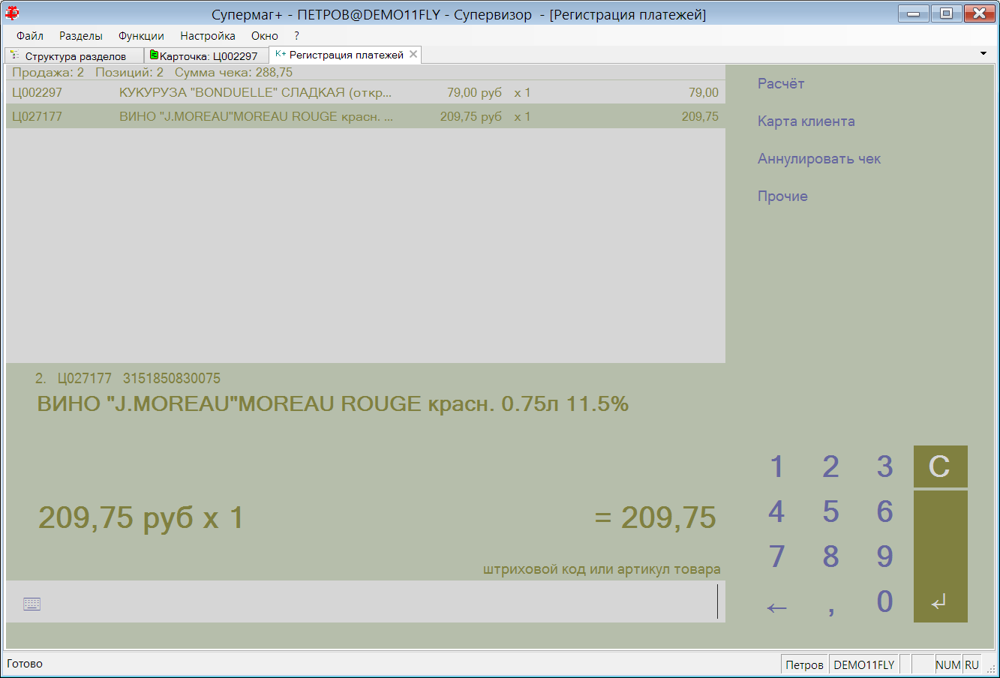 Супермаг+ - ПЕТРОВ@DEMO11FLY - Супервизор - [Регистрация платежей]
Файл Разделы Функции Настройка Окно ?
Структура разделов Карточка: Ц002297 K+ Регистрация платежей
Продажа: 2 Позиций: 2 Сумма чека: 288,75
Ц002297 КУКУРУЗА "BONDUELLE" СЛАДКАЯ (откр... 79,00 руб x 1 79,00
Ц027177 ВИНО "J.MOREAU"MOREAU ROUGE красн. ... 209,75 руб x 1 209,75
Расчёт
Карта клиента
Аннулировать чек
Прочие
2. Ц027177 3151850830075
ВИНО "J.MOREAU"MOREAU ROUGE красн. 0.75л 11.5%
209,75 руб x 1 = 209,75
штриховой код или артикул товара
1 2 3 C
4 5 6
7 8 9
← , 0 ↵
Готово Петров DEMO11FLY NUM RU